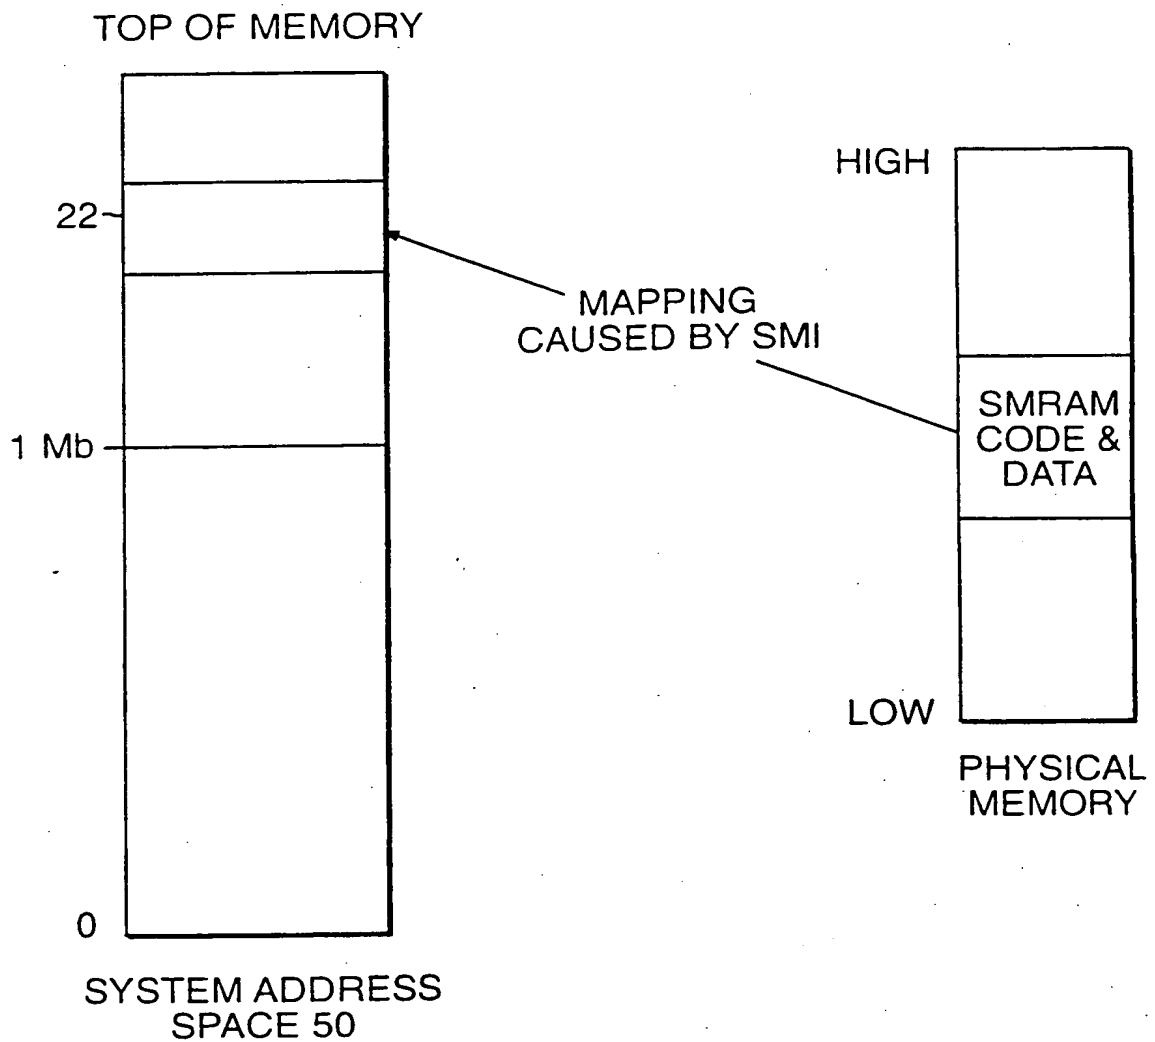 TOP OF MEMORY
22
1 Mb
0
SYSTEM ADDRESS
SPACE 50
MAPPING
CAUSED BY SMI
HIGH
SMRAM
CODE &
DATA
LOW
PHYSICAL
MEMORY